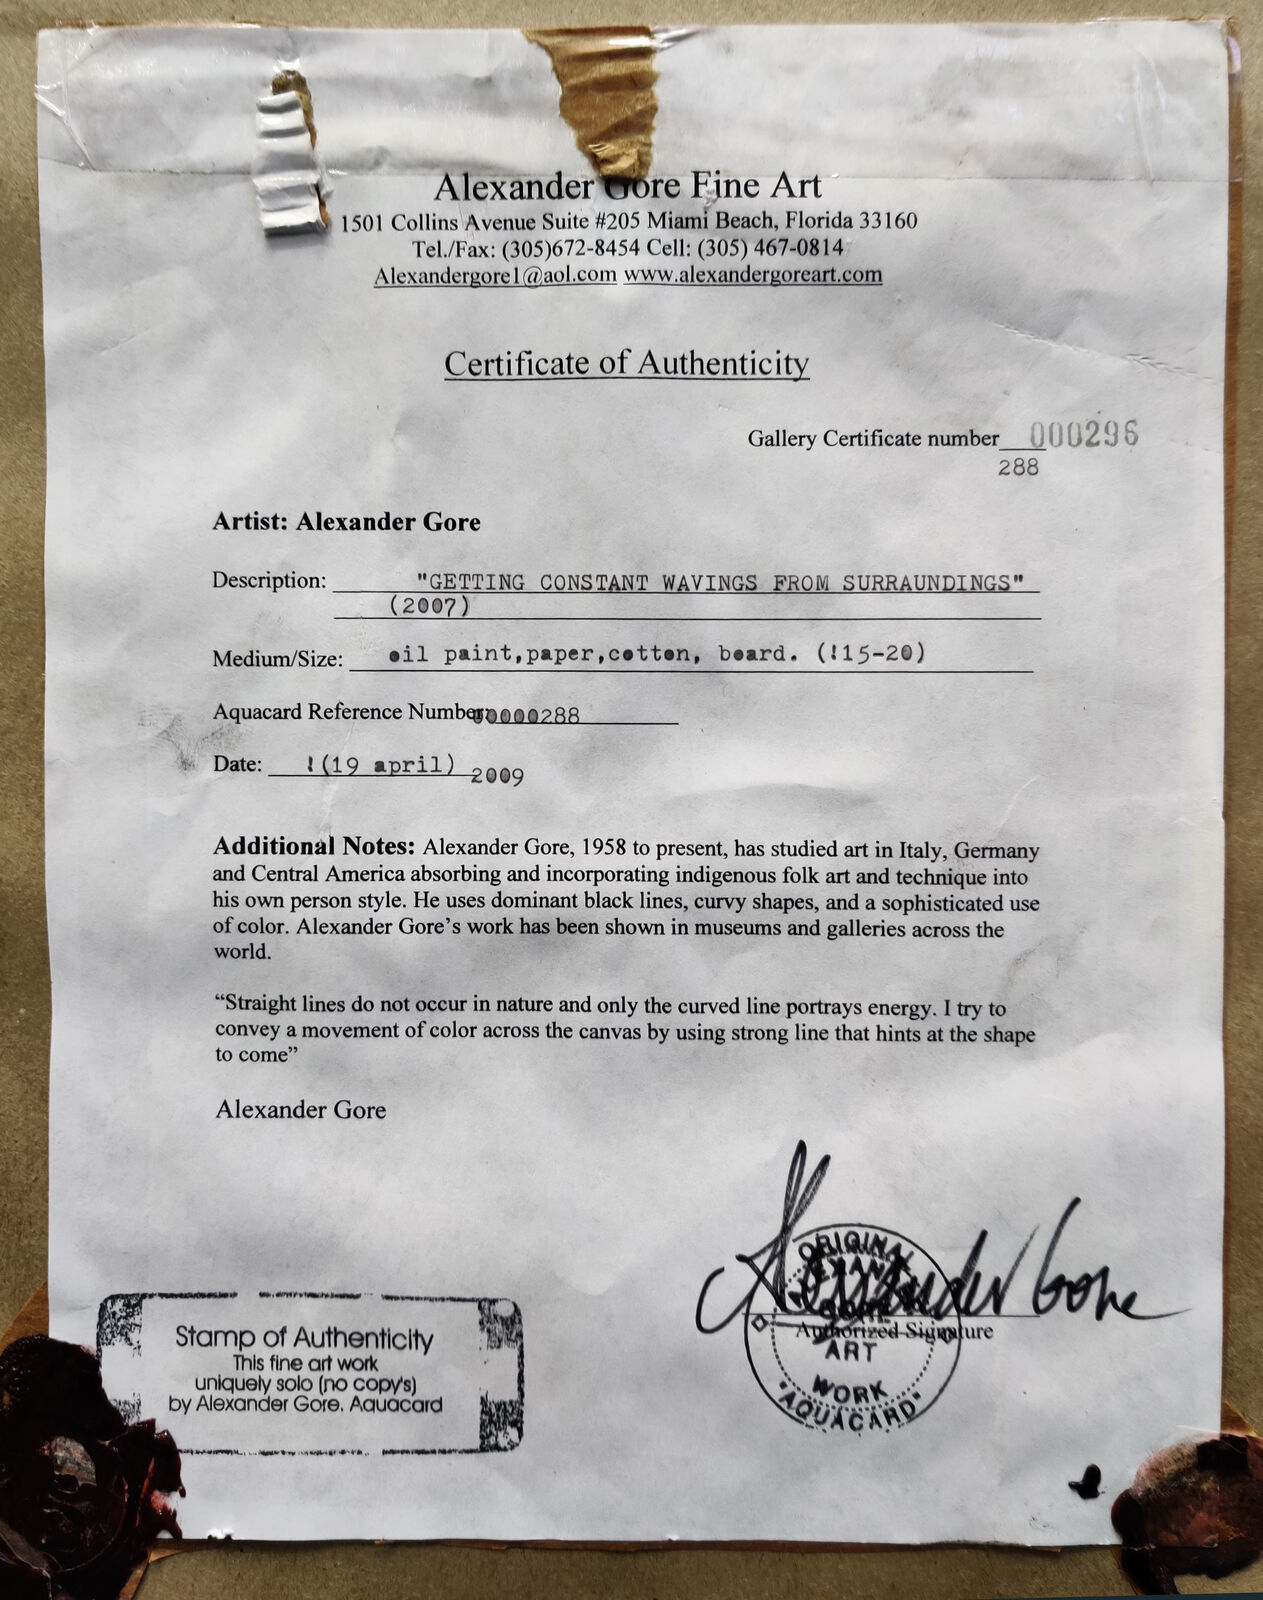 Alexander Gore Fine Art
1501 Collins Avenue Suite #205 Miami Beach, Florida 33160
Tel./Fax: (305)672-8454 Cell: (305) 467-0814
Alexandergore1@aol.com www.alexandergoreart.com
Certificate of Authenticity
Gallery Certificate number 000296
288
Artist: Alexander Gore
Description: "GETTING CONSTANT WAVINGS FROM SURRAUNDINGS"
(2007)
Medium/Size: oil paint,paper,cotton, board. (!15-20)
Aquacard Reference Number: 0000288
Date: !(19 april) 2009
Additional Notes: Alexander Gore, 1958 to present, has studied art in Italy, Germany
and Central America absorbing and incorporating indigenous folk art and technique into
his own person style. He uses dominant black lines, curvy shapes, and a sophisticated use
of color. Alexander Gore's work has been shown in museums and galleries across the
world.
“Straight lines do not occur in nature and only the curved line portrays energy. I try to
convey a movement of color across the canvas by using strong line that hints at the shape
to come”
Alexander Gore
Alexander Gore
Authorized Signature
ORIGINAL
ART
WORK
"AQUACARD"
Stamp of Authenticity
This fine art work
uniquely solo (no copy's)
by Alexander Gore. Aquacard